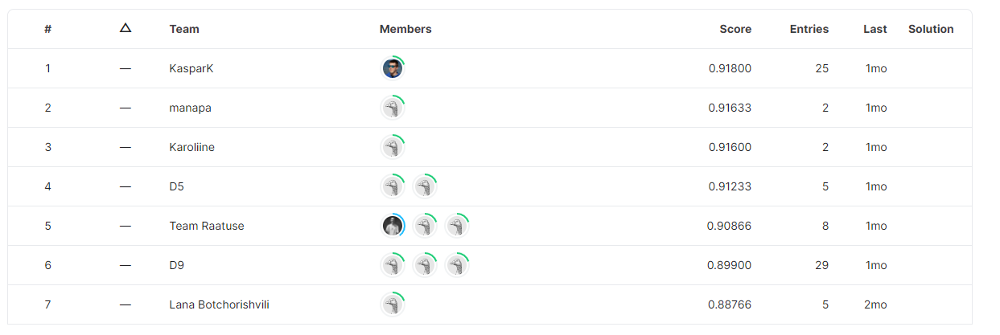 # △ Team Members Score Entries Last Solution
1 — KasparK 0.91800 25 1mo
2 — manapa 0.91633 2 1mo
3 — Karoliine 0.91600 2 1mo
4 — D5 0.91233 5 1mo
5 — Team Raatuse 0.90866 8 1mo
6 — D9 0.89900 29 1mo
7 — Lana Botchorishvili 0.88766 5 2mo